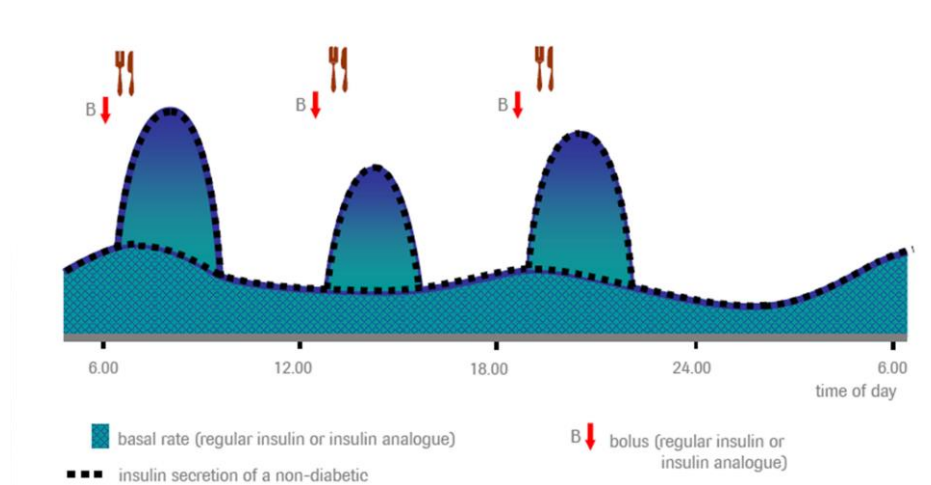 B
B
B
1
6.00
12.00
18.00
24.00
6.00
time of day
basal rate (regular insulin or insulin analogue)
insulin secretion of a non-diabetic
B
bolus (regular insulin or
insulin analogue)